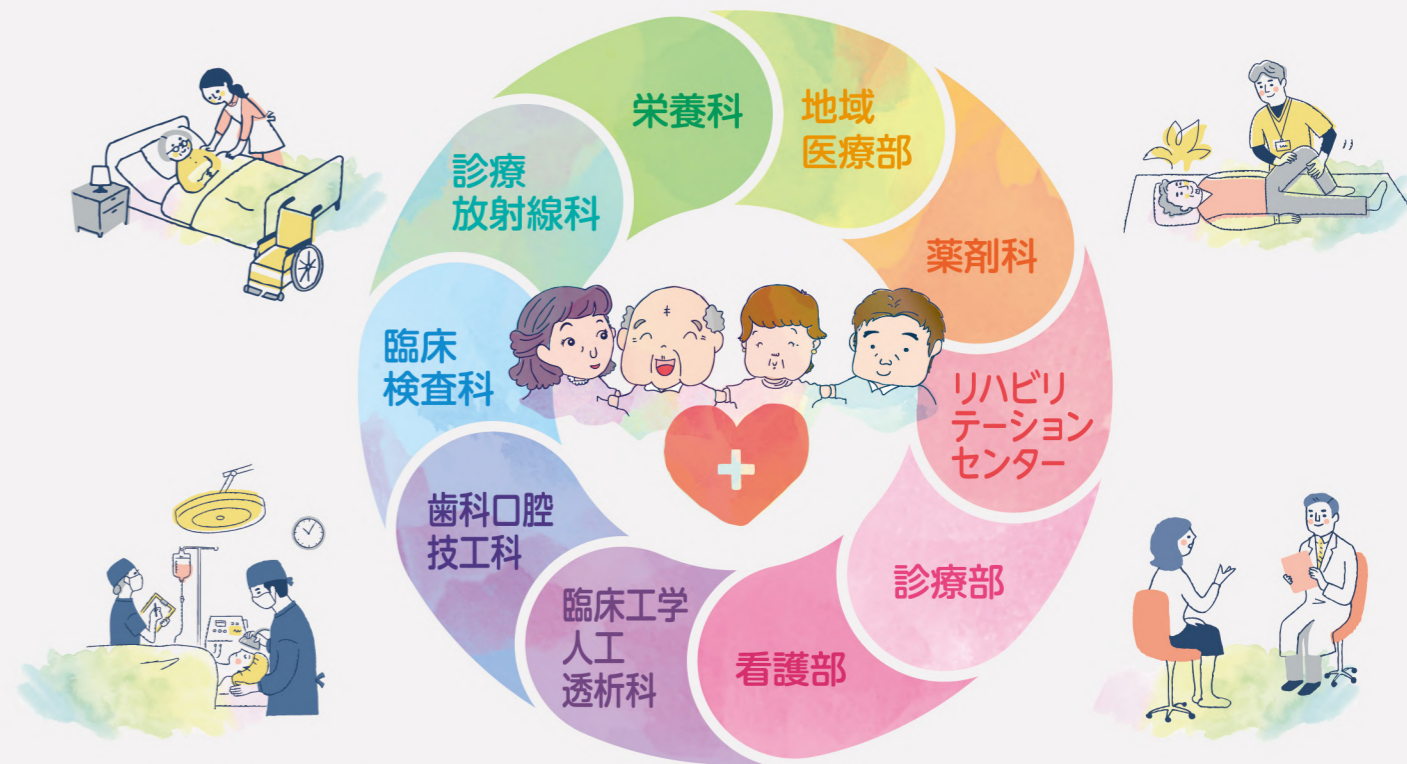 栄養科
地域
医療部
薬剤科
リハビリ
テーション
センター
診療部
看護部
臨床工学
人工
透析科
歯科口腔
技工科
臨床
検査科
診療
放射線科